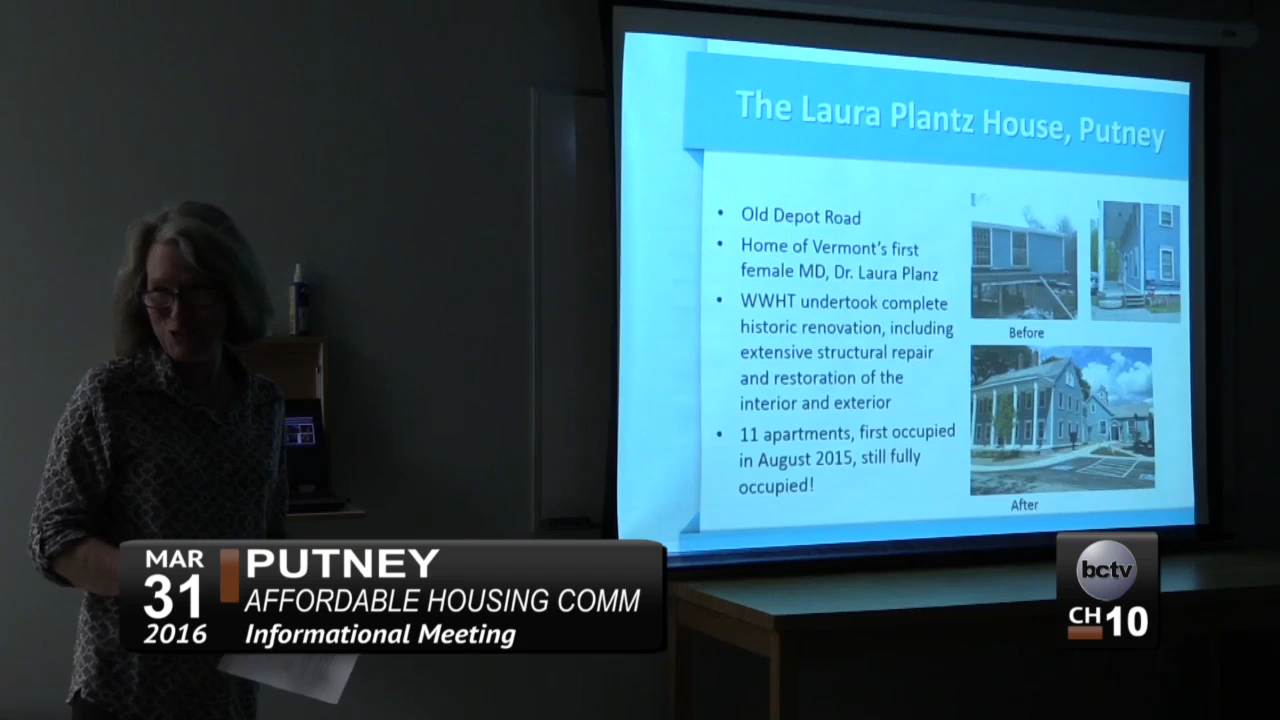 The Laura Plantz House, Putney
• Old Depot Road
• Home of Vermont's first
female MD, Dr. Laura Planz
• WWHT undertook complete
historic renovation, including
extensive structural repair
and restoration of the
interior and exterior
• 11 apartments, first occupied
in August 2015, still fully
occupied!
Before
After
MAR
31
2016
PUTNEY
AFFORDABLE HOUSING COMM
Informational Meeting
bctv
CH 10